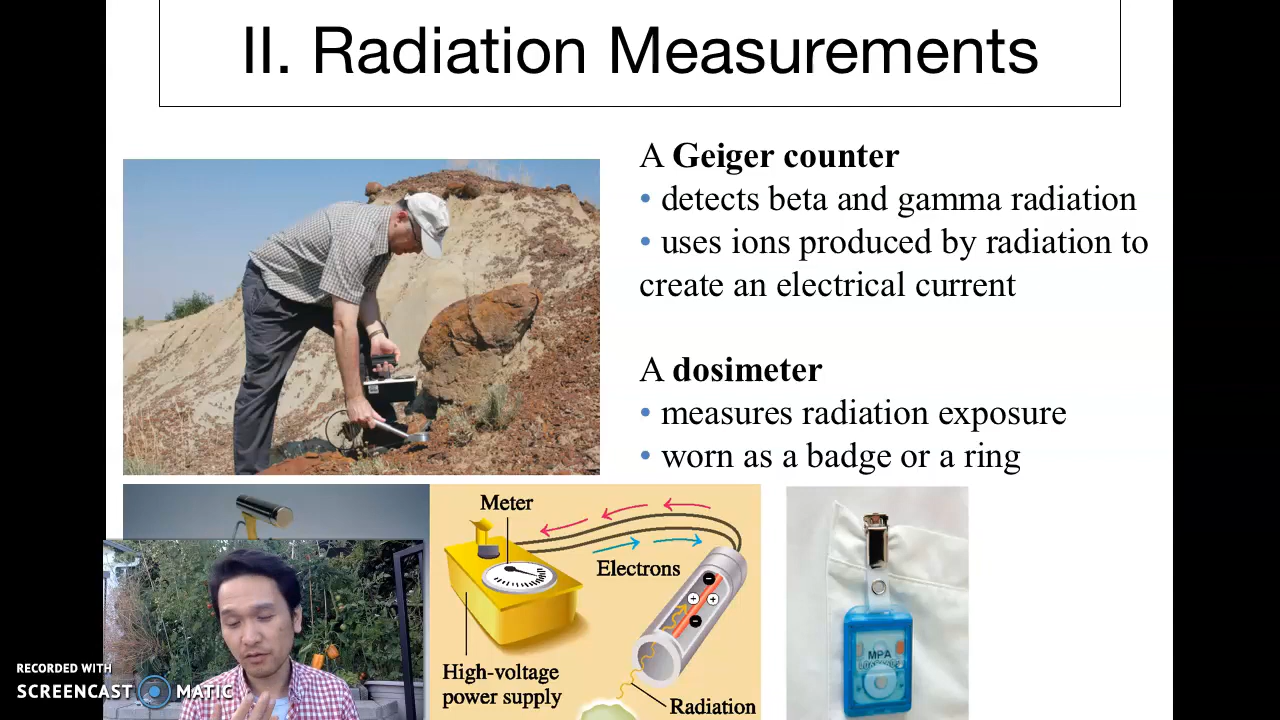 II. Radiation Measurements
A Geiger counter
• detects beta and gamma radiation
• uses ions produced by radiation to
create an electrical current
A dosimeter
• measures radiation exposure
• worn as a badge or a ring
Meter
Electrons
High-voltage
power supply
Radiation
MPA
RECORDED WITH
SCREENCAST MATIC